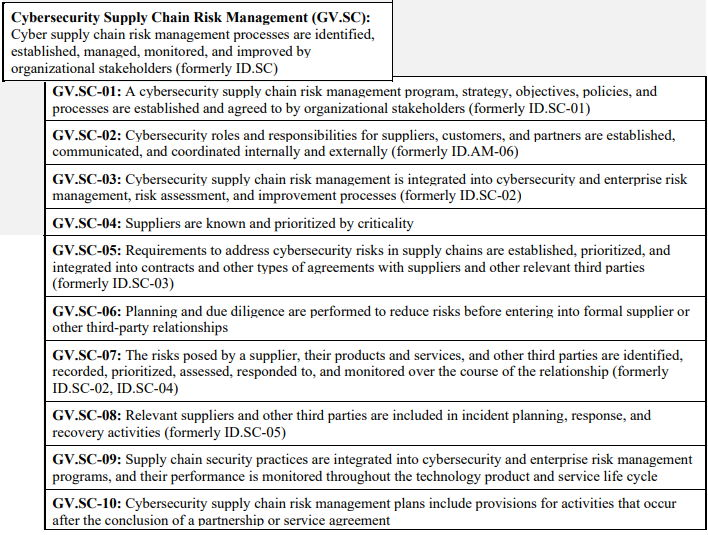 Cybersecurity Supply Chain Risk Management (GV.SC):
Cyber supply chain risk management processes are identified,
established, managed, monitored, and improved by
organizational stakeholders (formerly ID.SC)
GV.SC-01: A cybersecurity supply chain risk management program, strategy, objectives, policies, and
processes are established and agreed to by organizational stakeholders (formerly ID.SC-01)
GV.SC-02: Cybersecurity roles and responsibilities for suppliers, customers, and partners are established,
communicated, and coordinated internally and externally (formerly ID.AM-06)
GV.SC-03: Cybersecurity supply chain risk management is integrated into cybersecurity and enterprise risk
management, risk assessment, and improvement processes (formerly ID.SC-02)
GV.SC-04: Suppliers are known and prioritized by criticality
GV.SC-05: Requirements to address cybersecurity risks in supply chains are established, prioritized, and
integrated into contracts and other types of agreements with suppliers and other relevant third parties
(formerly ID.SC-03)
GV.SC-06: Planning and due diligence are performed to reduce risks before entering into formal supplier or
other third-party relationships
GV.SC-07: The risks posed by a supplier, their products and services, and other third parties are identified,
recorded, prioritized, assessed, responded to, and monitored over the course of the relationship (formerly
ID.SC-02, ID.SC-04)
GV.SC-08: Relevant suppliers and other third parties are included in incident planning, response, and
recovery activities (formerly ID.SC-05)
GV.SC-09: Supply chain security practices are integrated into cybersecurity and enterprise risk management
programs, and their performance is monitored throughout the technology product and service life cycle
GV.SC-10: Cybersecurity supply chain risk management plans include provisions for activities that occur
after the conclusion of a partnership or service agreement